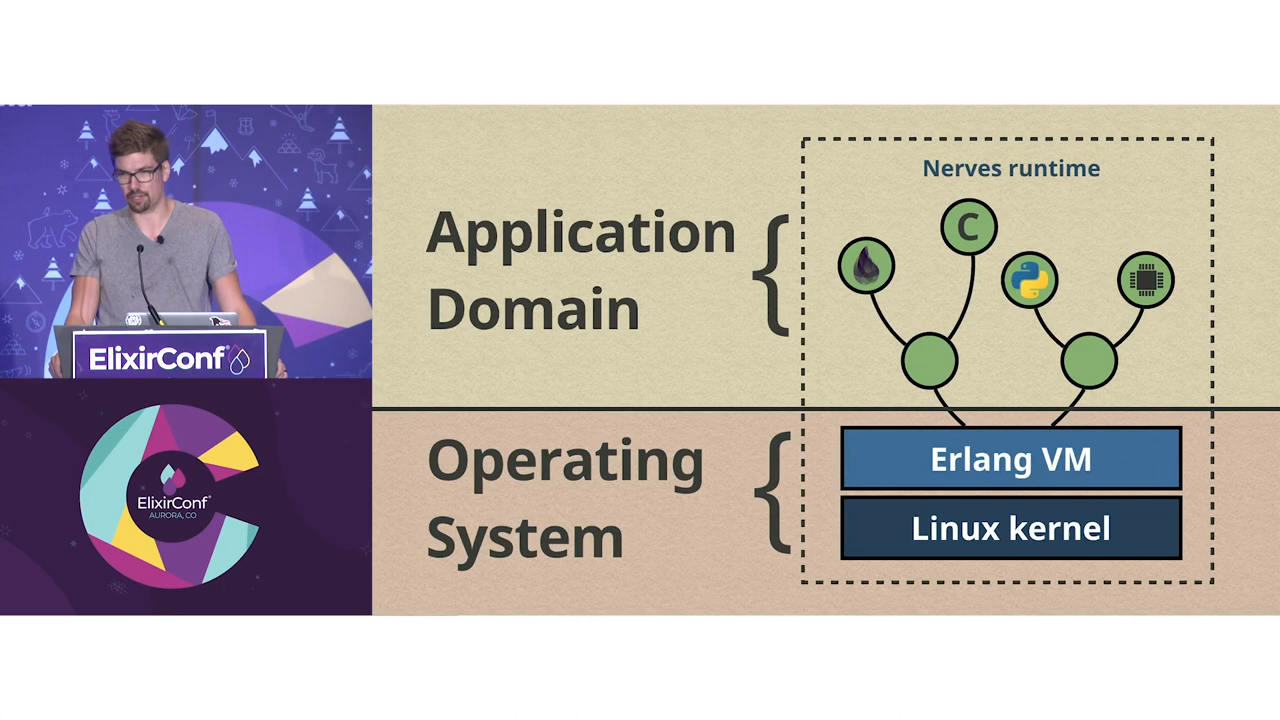 ElixirConf
ElixirConf®
AURORA, CO
Application
Domain
Operating
System
Nerves runtime
C
Erlang VM
Linux kernel